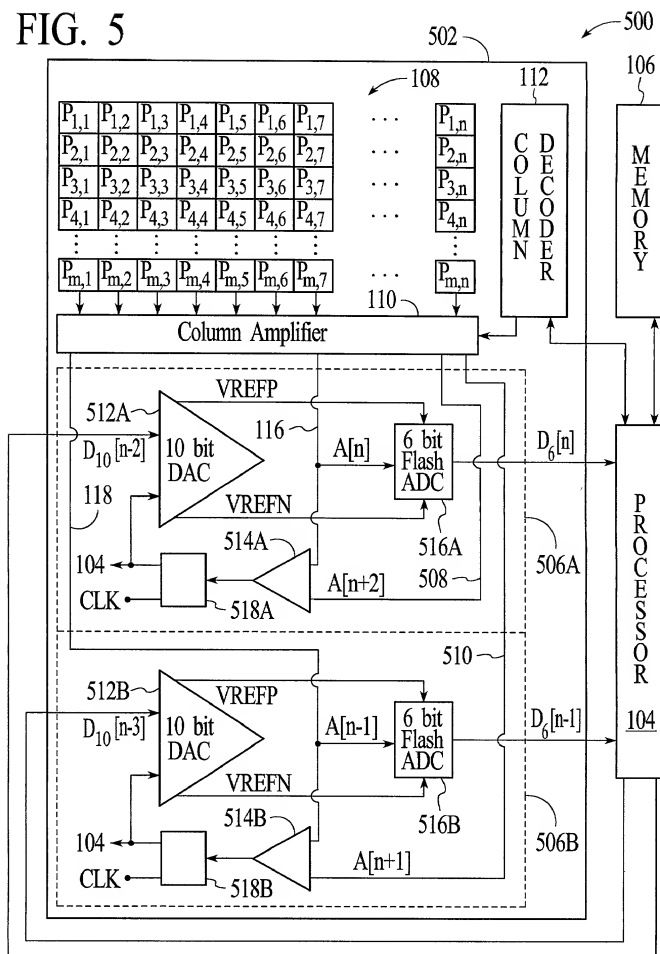 FIG. 5
500
502
108
112
106
P1,1 P1,2 P1,3 P1,4 P1,5 P1,6 P1,7 ... P1,n
P2,1 P2,2 P2,3 P2,4 P2,5 P2,6 P2,7 P2,n
P3,1 P3,2 P3,3 P3,4 P3,5 P3,6 P3,7 ... P3,n
P4,1 P4,2 P4,3 P4,4 P4,5 P4,6 P4,7 P4,n
Pm,1 Pm,2 Pm,3 Pm,4 Pm,5 Pm,6 Pm,7 ... Pm,n
COLUMN
DECODER
MEMORY
110
Column Amplifier
512A
VREFP
116
D10[n-2]
10 bit
DAC
A[n]
6 bit
Flash
ADC
D6[n]
118
VREFN
514A
516A
104
508
506A
CLK
518A
A[n+2]
PROCESSOR
104
510
512B
VREFP
D10[n-3]
10 bit
DAC
A[n-1]
6 bit
Flash
ADC
D6[n-1]
VREFN
514B
516B
104
506B
CLK
518B
A[n+1]